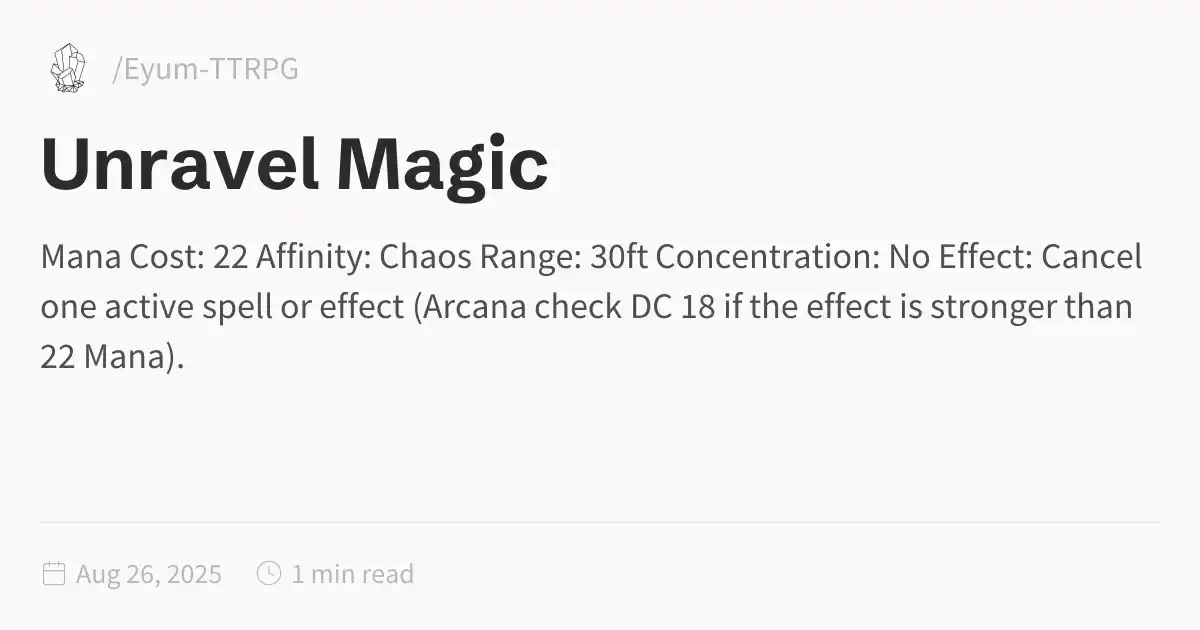 /Eyum-TTRPG
Unravel Magic
Mana Cost: 22 Affinity: Chaos Range: 30ft Concentration: No Effect: Cancel
one active spell or effect (Arcana check DC 18 if the effect is stronger than
22 Mana).
Aug 26, 2025 1 min read